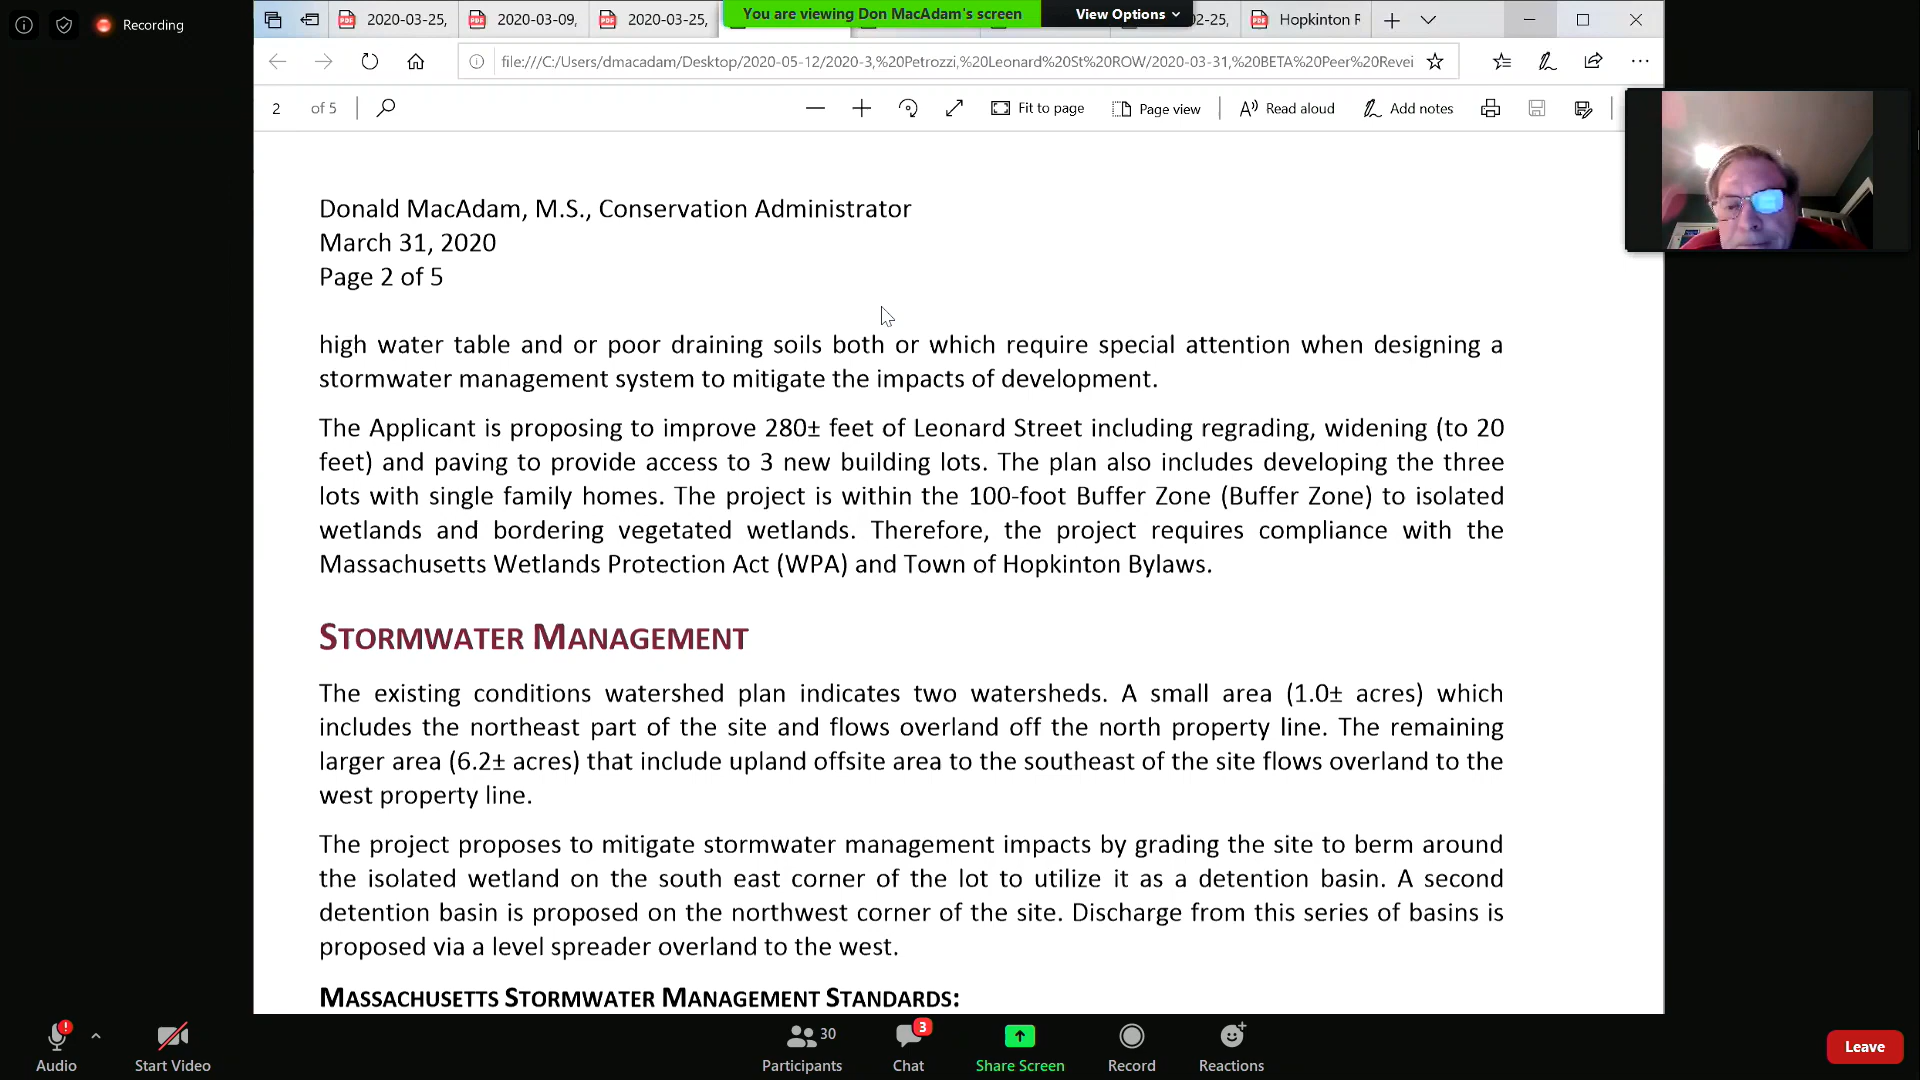 Recording
2020-03-25,
2020-03-09,
2020-03-25,
You are viewing Don MacAdam's screen
View Options
Hopkinton R
file:///C:/Users/dmacadam/Desktop/2020-05-12/2020-3,%20Petrozzi,%20Leonard%20St%20ROW/2020-03-31,%20BETA%20Peer%20Revei
2 of 5
Fit to page
Page view
Read aloud
Add notes
Donald MacAdam, M.S., Conservation Administrator
March 31, 2020
Page 2 of 5
high water table and or poor draining soils both or which require special attention when designing a
stormwater management system to mitigate the impacts of development.
The Applicant is proposing to improve 280± feet of Leonard Street including regrading, widening (to 20
feet) and paving to provide access to 3 new building lots. The plan also includes developing the three
lots with single family homes. The project is within the 100-foot Buffer Zone (Buffer Zone) to isolated
wetlands and bordering vegetated wetlands. Therefore, the project requires compliance with the
Massachusetts Wetlands Protection Act (WPA) and Town of Hopkinton Bylaws.
STORMWATER MANAGEMENT
The existing conditions watershed plan indicates two watersheds. A small area (1.0± acres) which
includes the northeast part of the site and flows overland off the north property line. The remaining
larger area (6.2± acres) that include upland offsite area to the southeast of the site flows overland to the
west property line.
The project proposes to mitigate stormwater management impacts by grading the site to berm around
the isolated wetland on the south east corner of the lot to utilize it as a detention basin. A second
detention basin is proposed on the northwest corner of the site. Discharge from this series of basins is
proposed via a level spreader overland to the west.
MASSACHUSETTS STORMWATER MANAGEMENT STANDARDS:
Audio
Start Video
30
Participants
3
Chat
Share Screen
Record
Reactions
Leave